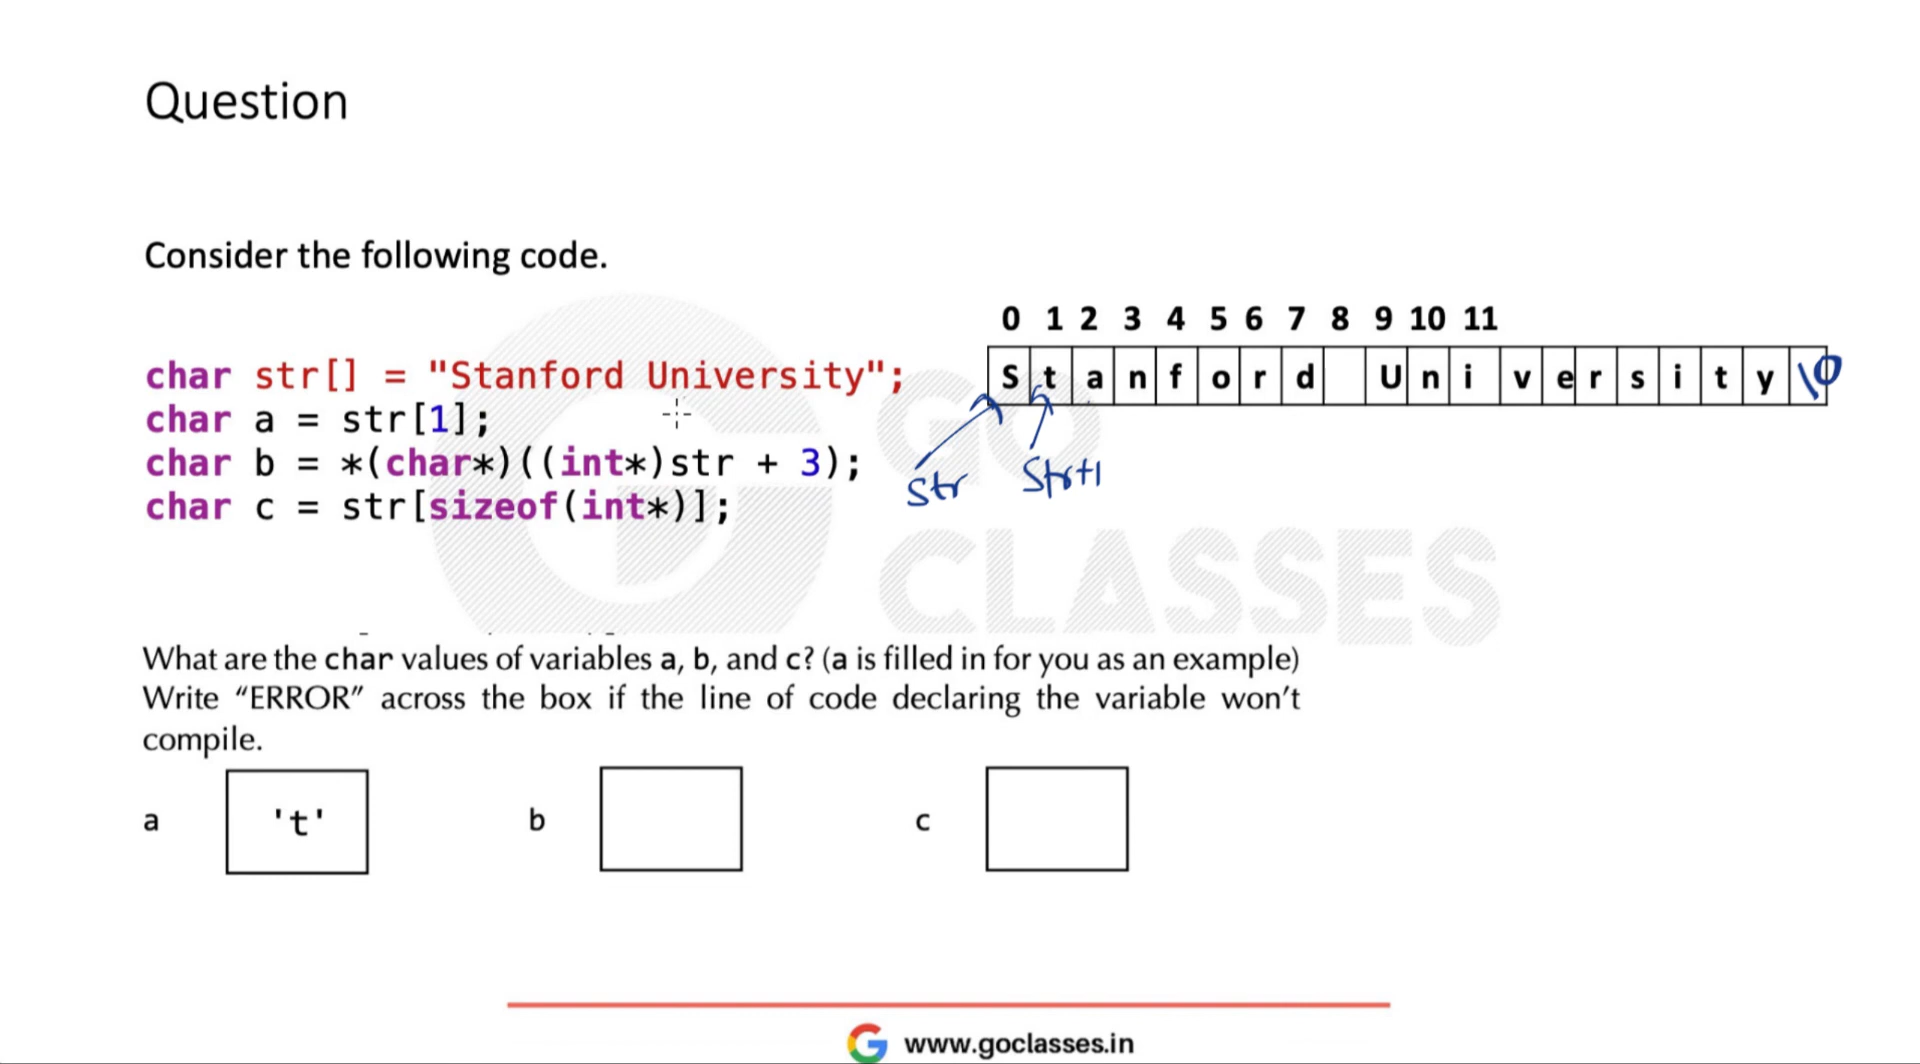 Question
Consider the following code.
0 1 2 3 4 5 6 7 8 9 10 11
char str[] = "Stanford University";
S t a n f o r d U n i v e r s i t y \0
char a = str[1];
char b = *(char*)((int*)str + 3);
str str+1
char c = str[sizeof(int*)];
GO
CLASSES
What are the char values of variables a, b, and c? (a is filled in for you as an example)
Write “ERROR” across the box if the line of code declaring the variable won’t
compile.
a 't' b c
www.goclasses.in